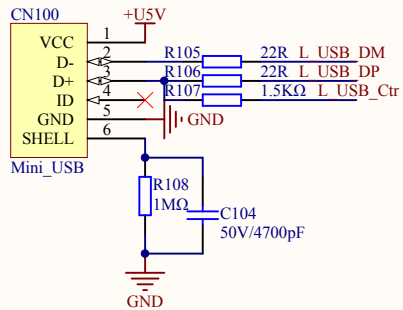 CN100
+U5V
VCC 1
D- 2 R105 22R L_USB_DM
D+ 3 R106 22R L_USB_DP
ID 4 R107 1.5KΩ L_USB_Ctr
GND 5 GND
SHELL 6
Mini_USB
R108
1MΩ
C104
50V/4700pF
GND